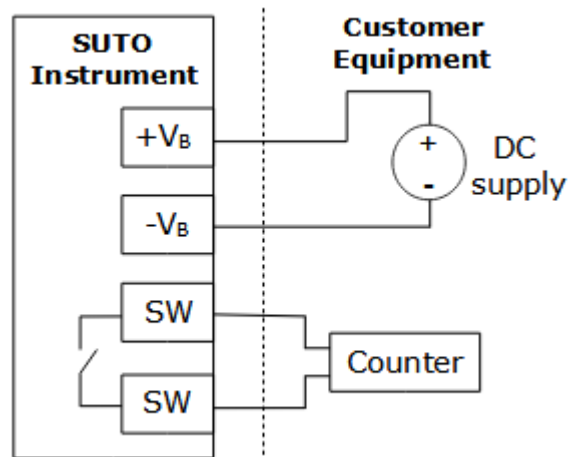 SUTO
Instrument
Customer
Equipment
+VB
+
-
DC
supply
-VB
SW
SW
Counter